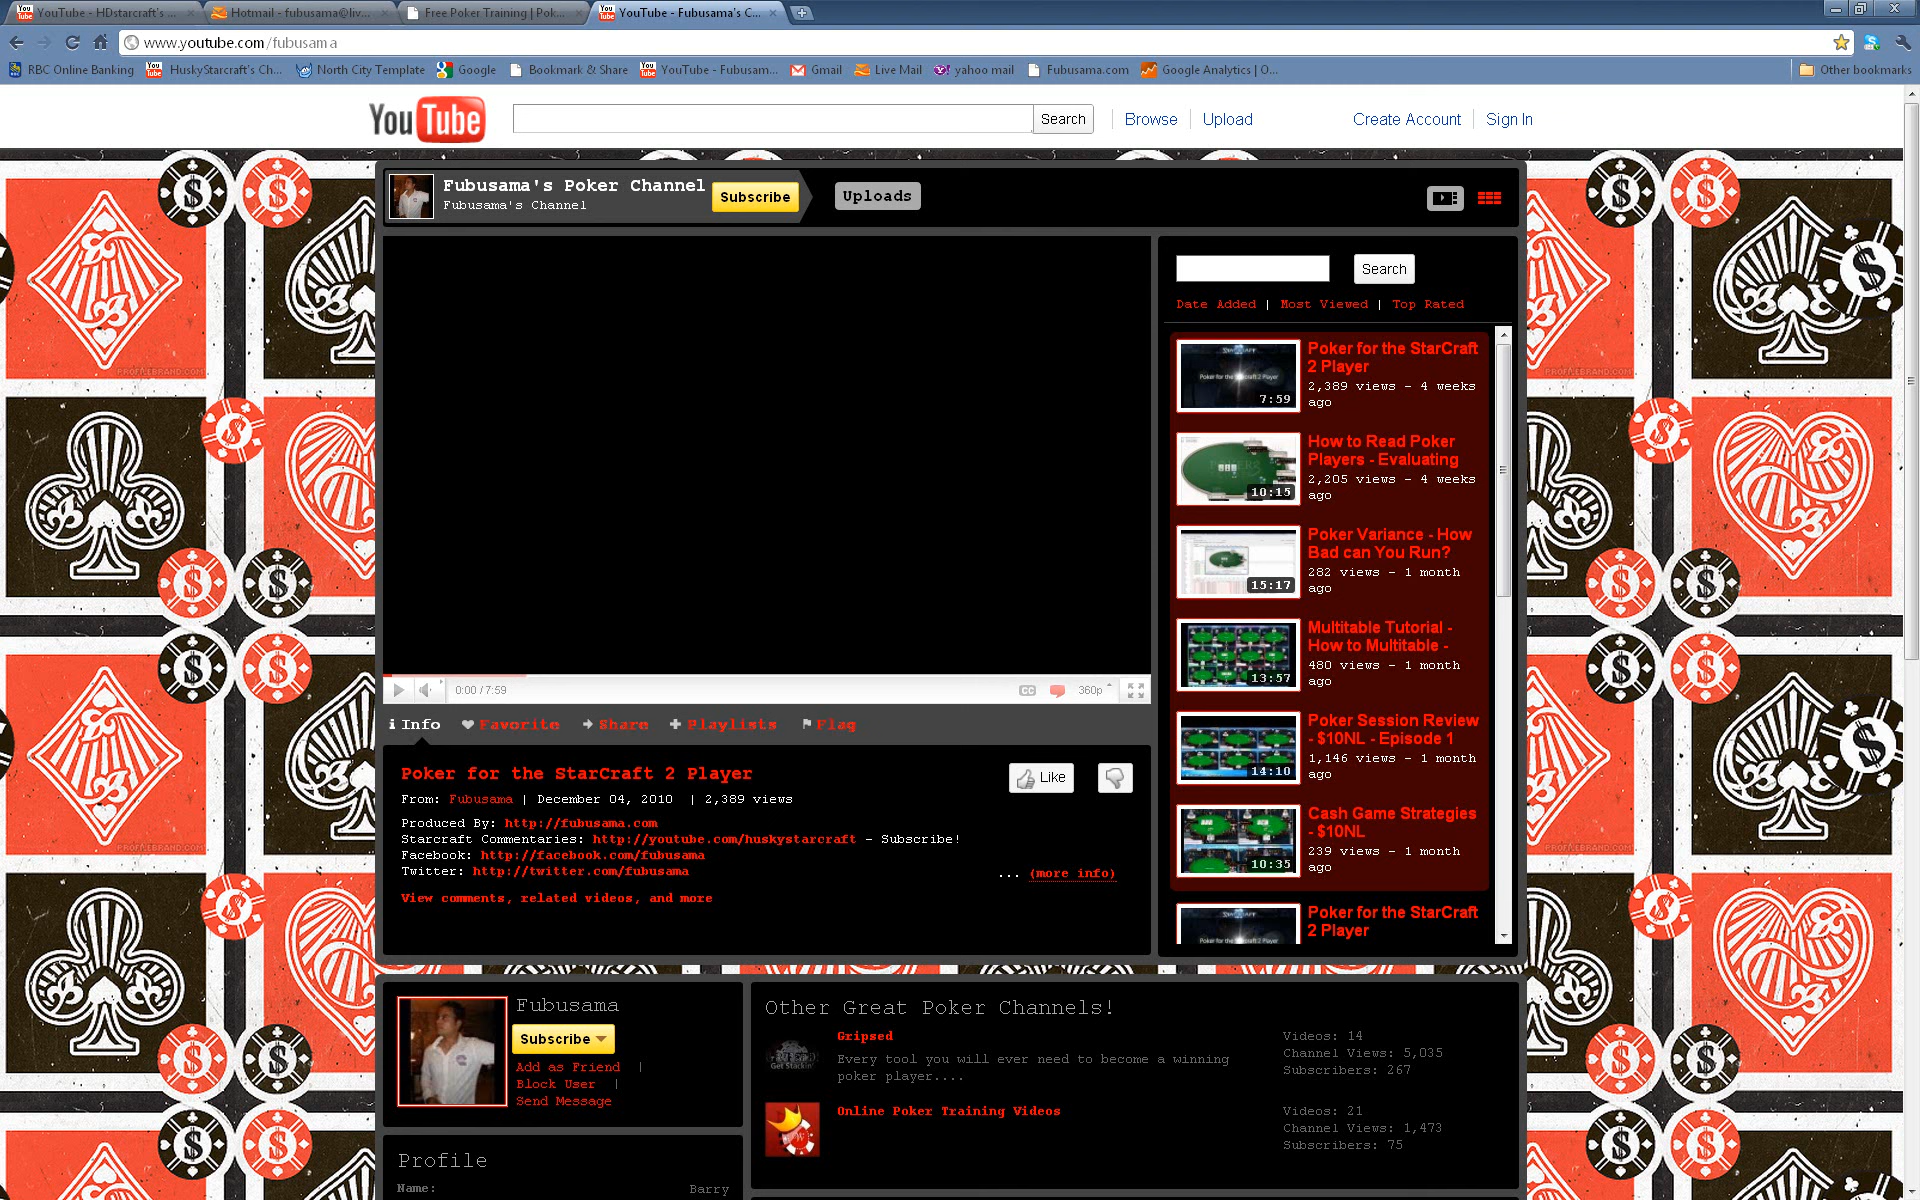 YouTube - HDstarcraft's ...
Hotmail - fubusama@liv...
Free Poker Training | Pok...
YouTube - Fubusama's C...
www.youtube.com/fubusama
RBC Online Banking
HuskyStarcraft's Ch...
North City Template
Google
Bookmark & Share
YouTube - Fubusam...
Gmail
Live Mail
yahoo mail
Fubusama.com
Google Analytics | O...
Other bookmarks
YouTube
Search
Browse
Upload
Create Account
Sign In
Fubusama's Poker Channel
Fubusama's Channel
Subscribe
Uploads
Search
Date Added | Most Viewed | Top Rated
Poker for the StarCraft
2 Player
2,389 views - 4 weeks
ago
7:59
How to Read Poker
Players - Evaluating
2,205 views - 4 weeks
ago
10:15
Poker Variance - How
Bad can You Run?
282 views - 1 month
ago
15:17
Multitable Tutorial -
How to Multitable -
480 views - 1 month
ago
13:57
Poker Session Review
- $10NL - Episode 1
1,146 views - 1 month
ago
14:10
Cash Game Strategies
- $10NL
239 views - 1 month
ago
10:35
Poker for the StarCraft
2 Player
0:00 / 7:59
CC
360p
Info
Favorite
Share
Playlists
Flag
Poker for the StarCraft 2 Player
Like
From: Fubusama | December 04, 2010 | 2,389 views
Produced By: http://fubusama.com
Starcraft Commentaries: http://youtube.com/huskystarcraft - Subscribe!
Facebook: http://facebook.com/fubusama
Twitter: http://twitter.com/fubusama
... (more info)
View comments, related videos, and more
Fubusama
Subscribe
Add as Friend |
Block User |
Send Message
Profile
Name: Barry
Other Great Poker Channels!
Gripsed
Every tool you will ever need to become a winning
poker player....
Videos: 14
Channel Views: 5,035
Subscribers: 267
Online Poker Training Videos
Videos: 21
Channel Views: 1,473
Subscribers: 75
PROFILEBRAND.COM